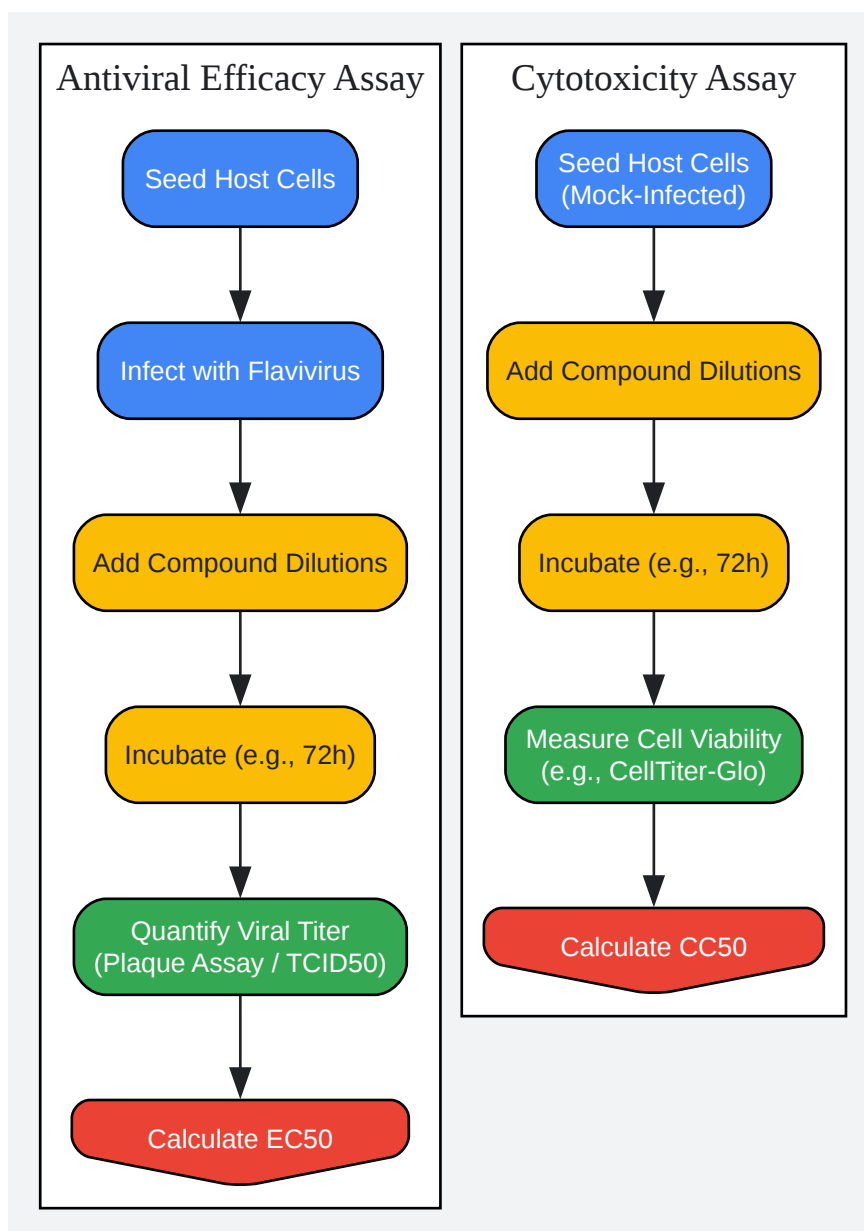 Antiviral Efficacy Assay
Seed Host Cells
Infect with Flavivirus
Add Compound Dilutions
Incubate (e.g., 72h)
Quantify Viral Titer
(Plaque Assay / TCID50)
Calculate EC50
Cytotoxicity Assay
Seed Host Cells
(Mock-Infected)
Add Compound Dilutions
Incubate (e.g., 72h)
Measure Cell Viability
(e.g., CellTiter-Glo)
Calculate CC50